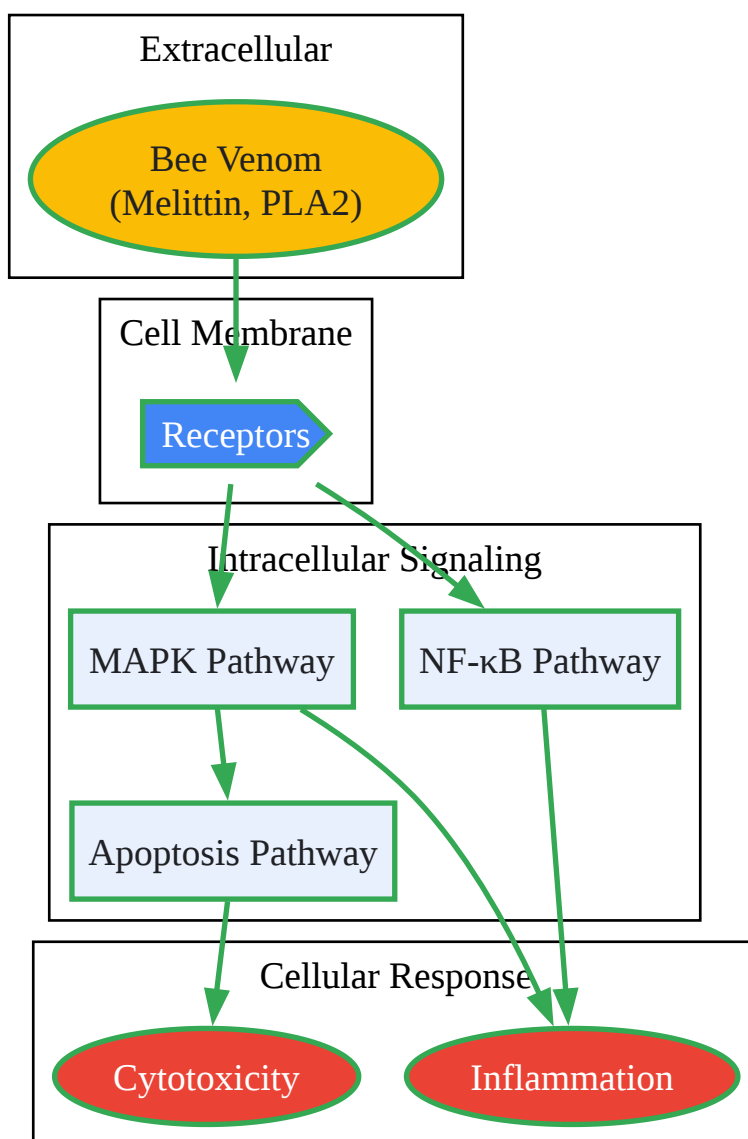 Extracellular
Bee Venom
(Melittin, PLA2)
Cell Membrane
Receptors
Intracellular Signaling
MAPK Pathway
NF-κB Pathway
Apoptosis Pathway
Cellular Response
Cytotoxicity
Inflammation